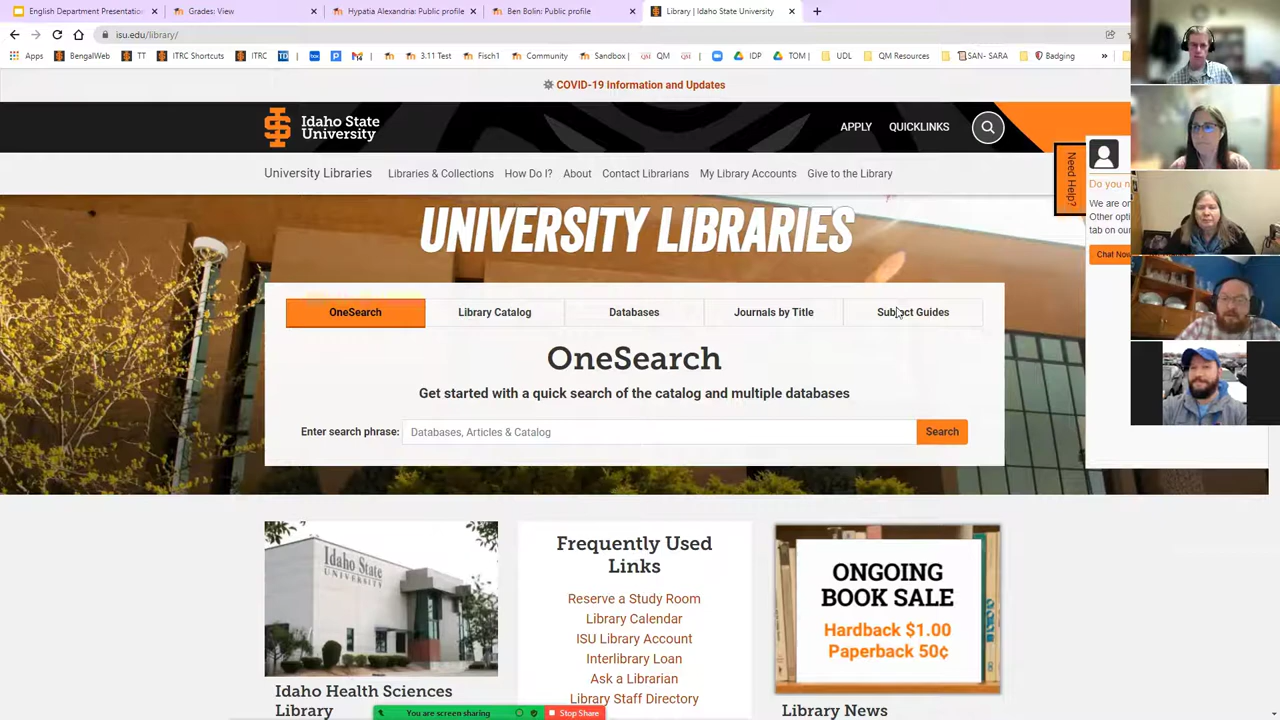 English Department Presentation
Grades: View
Hypatia Alexandria: Public profile
Ben Bolin: Public profile
Library | Idaho State University
isu.edu/library/
Apps
BengalWeb
TT
ITRC Shortcuts
ITRC
TD
3.11 Test
Fisch1
Community
Sandbox |
QM
IDP
TOM |
UDL
QM Resources
SAN- SARA
Badging
COVID-19 Information and Updates
Idaho State
University
APPLY
QUICKLINKS
University Libraries
Libraries & Collections
How Do I?
About
Contact Librarians
My Library Accounts
Give to the Library
Need Help?
Do you n
We are on
Other opti
tab on our
Chat Now
UNIVERSITY LIBRARIES
OneSearch
Library Catalog
Databases
Journals by Title
Subject Guides
OneSearch
Get started with a quick search of the catalog and multiple databases
Enter search phrase:
Databases, Articles & Catalog
Search
Idaho State
UNIVERSITY
Idaho Health Sciences
Library
Frequently Used
Links
Reserve a Study Room
Library Calendar
ISU Library Account
Interlibrary Loan
Ask a Librarian
Library Staff Directory
ONGOING
BOOK SALE
Hardback $1.00
Paperback 50¢
Library News
You are screen sharing
Stop Share